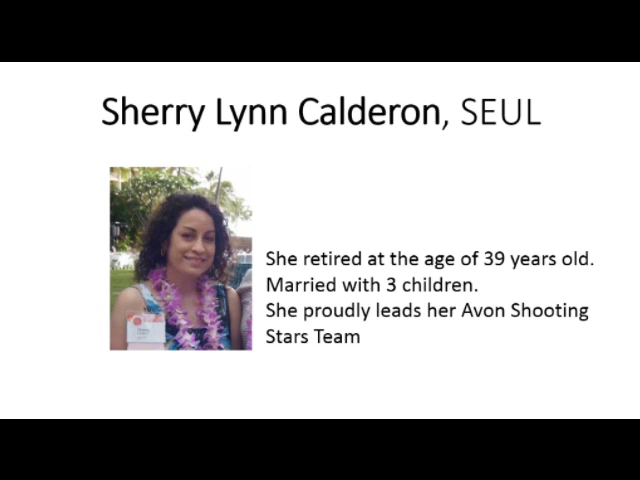 Sherry Lynn Calderon, SEUL
She retired at the age of 39 years old.
Married with 3 children.
She proudly leads her Avon Shooting
Stars Team